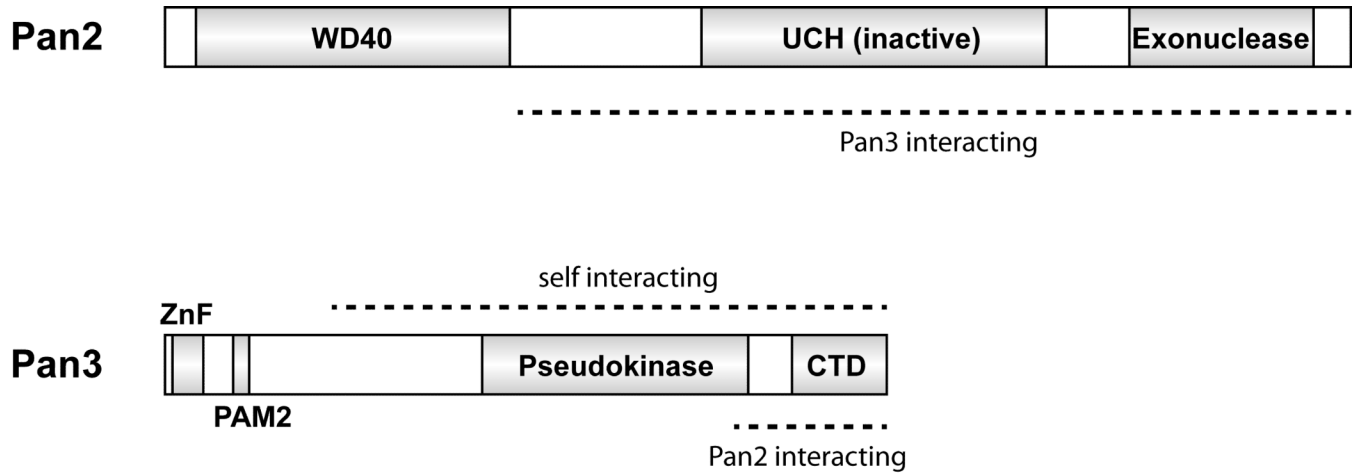 Pan2 WD40 UCH (inactive) Exonuclease
Pan3 interacting
self interacting
ZnF
Pan3 Pseudokinase CTD
PAM2
Pan2 interacting